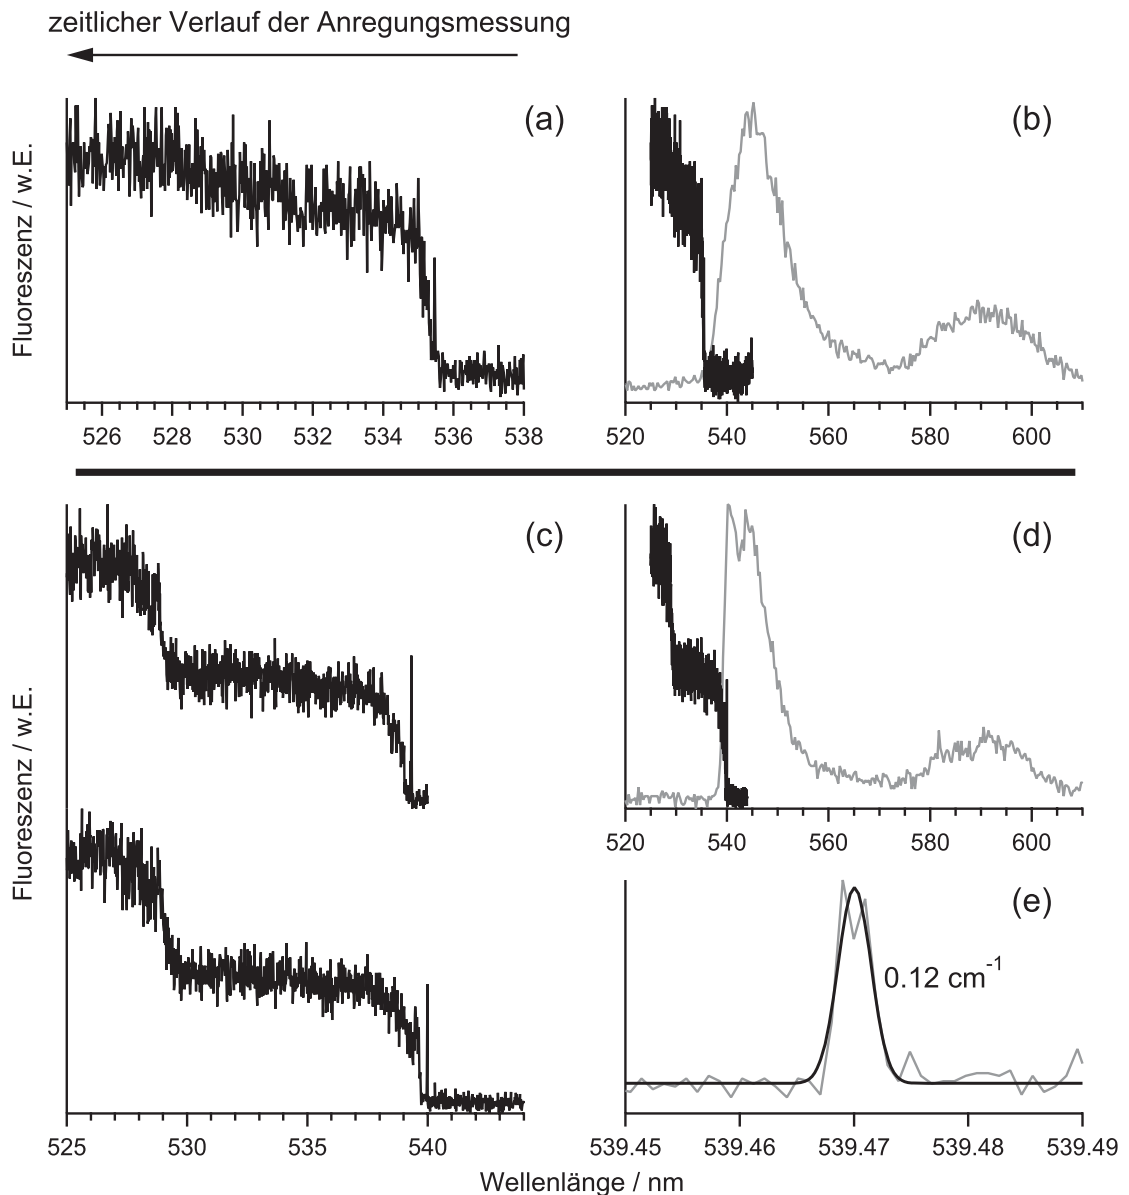 zeitlicher Verlauf der Anregungsmessung
(a)
(b)
Fluoreszenz / w.E.
526 528 530 532 534 536 538
520 540 560 580 600
(c)
(d)
Fluoreszenz / w.E.
520 540 560 580 600
(e)
0.12 cm⁻¹
525 530 535 540
539.45 539.46 539.47 539.48 539.49
Wellenlänge / nm